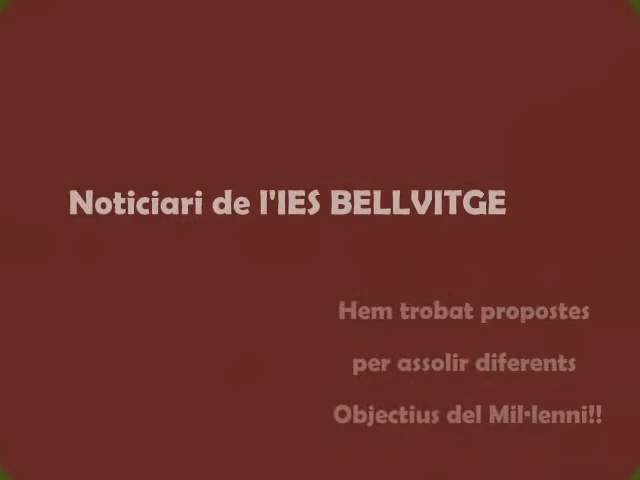 Noticiari de l'IES BELLVITGE
Hem trobat propostes
per assolir diferents
Objectius del Mil·lenni!!